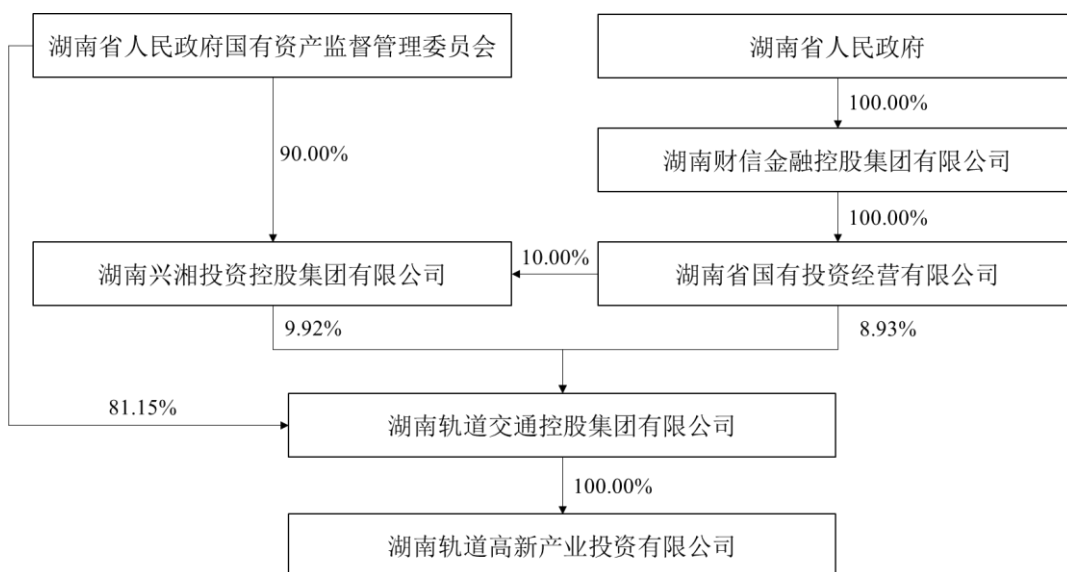 湖南省人民政府国有资产监督管理委员会
湖南省人民政府
100.00%
90.00%
湖南财信金融控股集团有限公司
100.00%
湖南兴湘投资控股集团有限公司
10.00%
湖南省国有投资经营有限公司
9.92%
8.93%
81.15%
湖南轨道交通控股集团有限公司
100.00%
湖南轨道高新产业投资有限公司